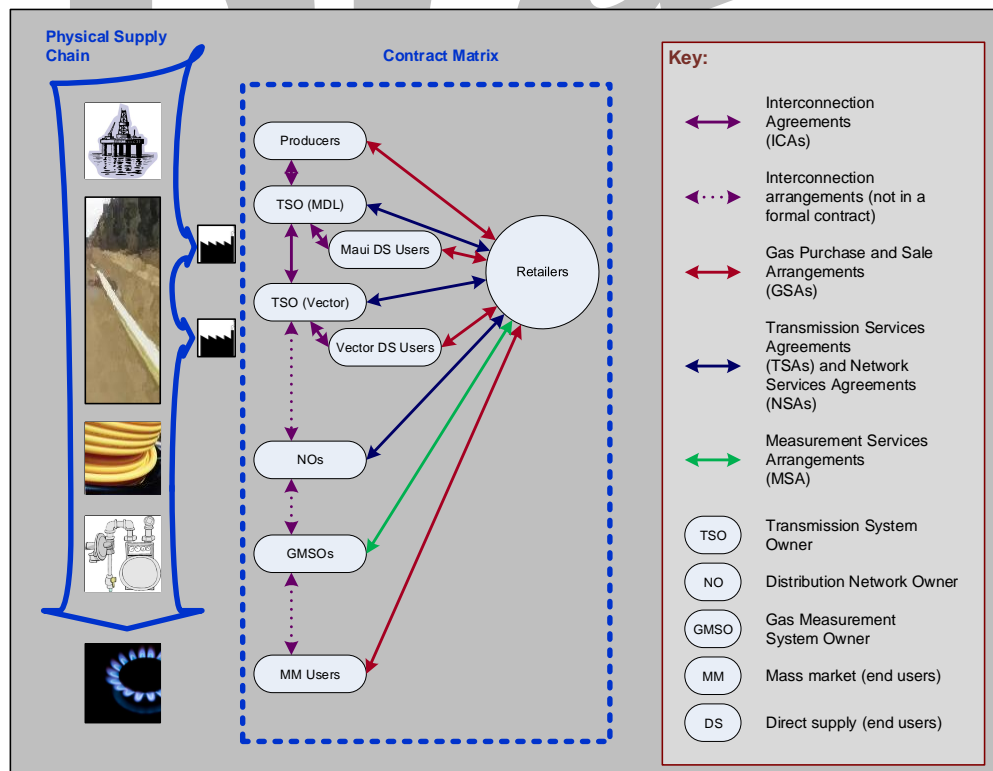 Physical Supply
Chain
Contract Matrix
Producers
TSO (MDL)
Maui DS Users
TSO (Vector)
Vector DS Users
Retailers
NOs
GMSOs
MM Users
Key:
Interconnection
Agreements
(ICAs)
Interconnection
arrangements (not in a
formal contract)
Gas Purchase and Sale
Arrangements
(GSAs)
Transmission Services
Agreements
(TSAs) and Network
Services Agreements
(NSAs)
Measurement Services
Arrangements
(MSA)
TSO
Transmission System
Owner
NO
Distribution Network Owner
GMSO
Gas Measurement
System Owner
MM
Mass market (end users)
DS
Direct supply (end users)